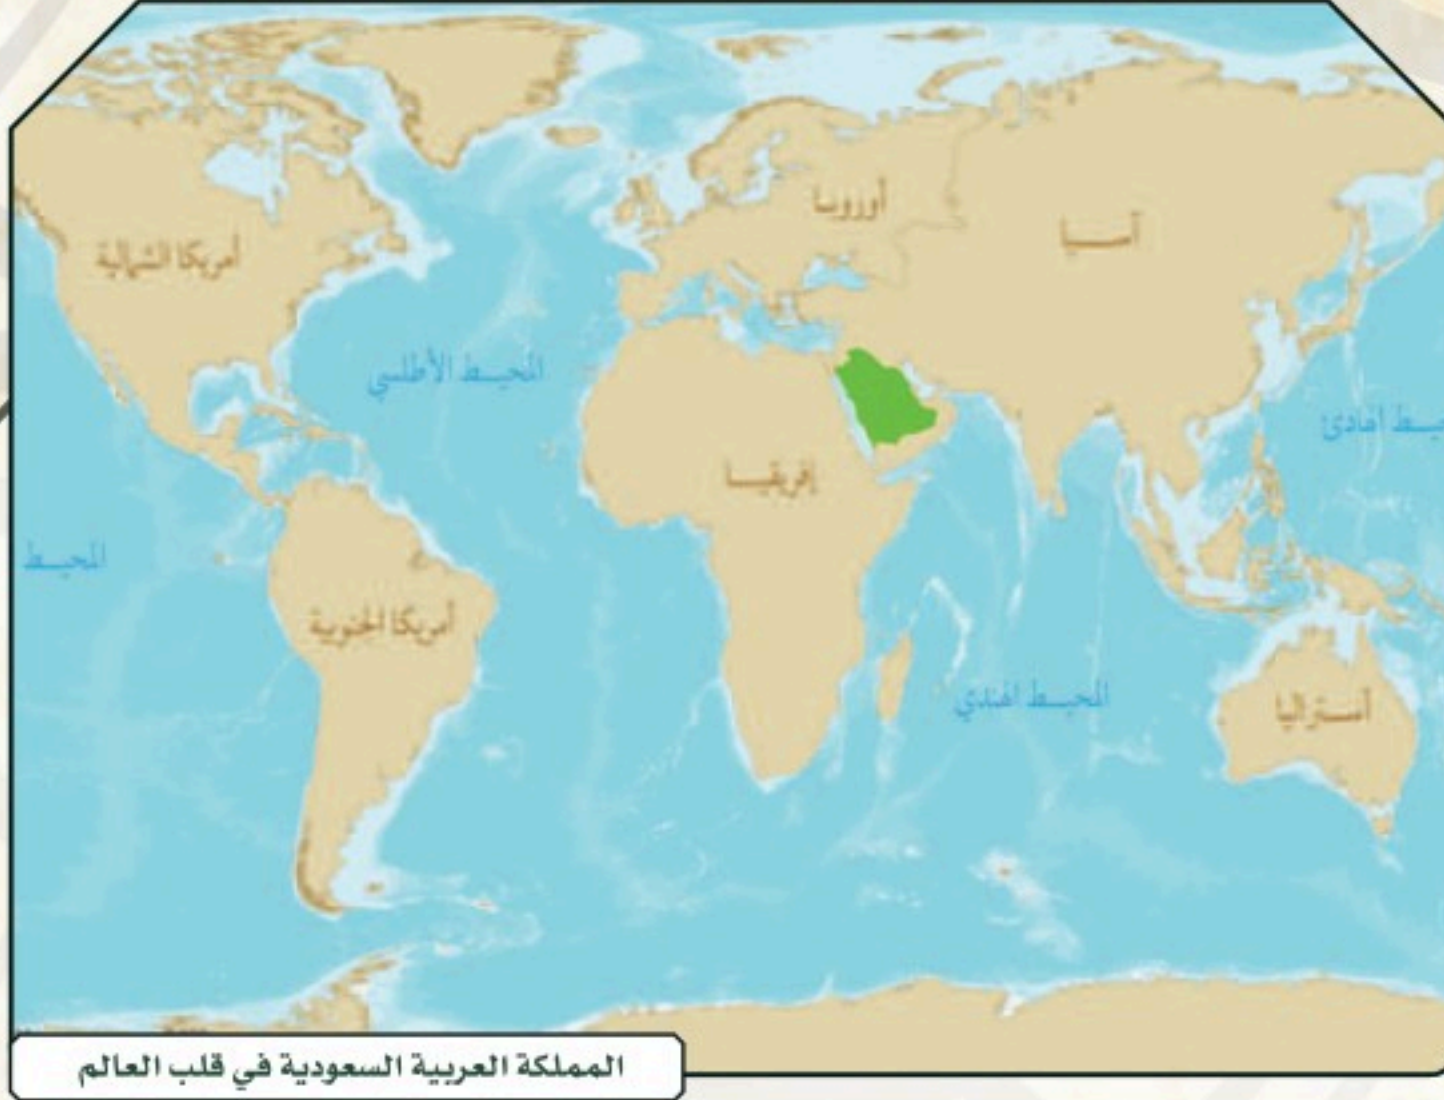 أوروبا
آسيا
أمريكا الشمالية
المحيط الأطلسي
الهادئ
إفريقيا
المحيط
أمريكا الجنوبية
المحيط الهندي
أستراليا
المملكة العربية السعودية في قلب العالم